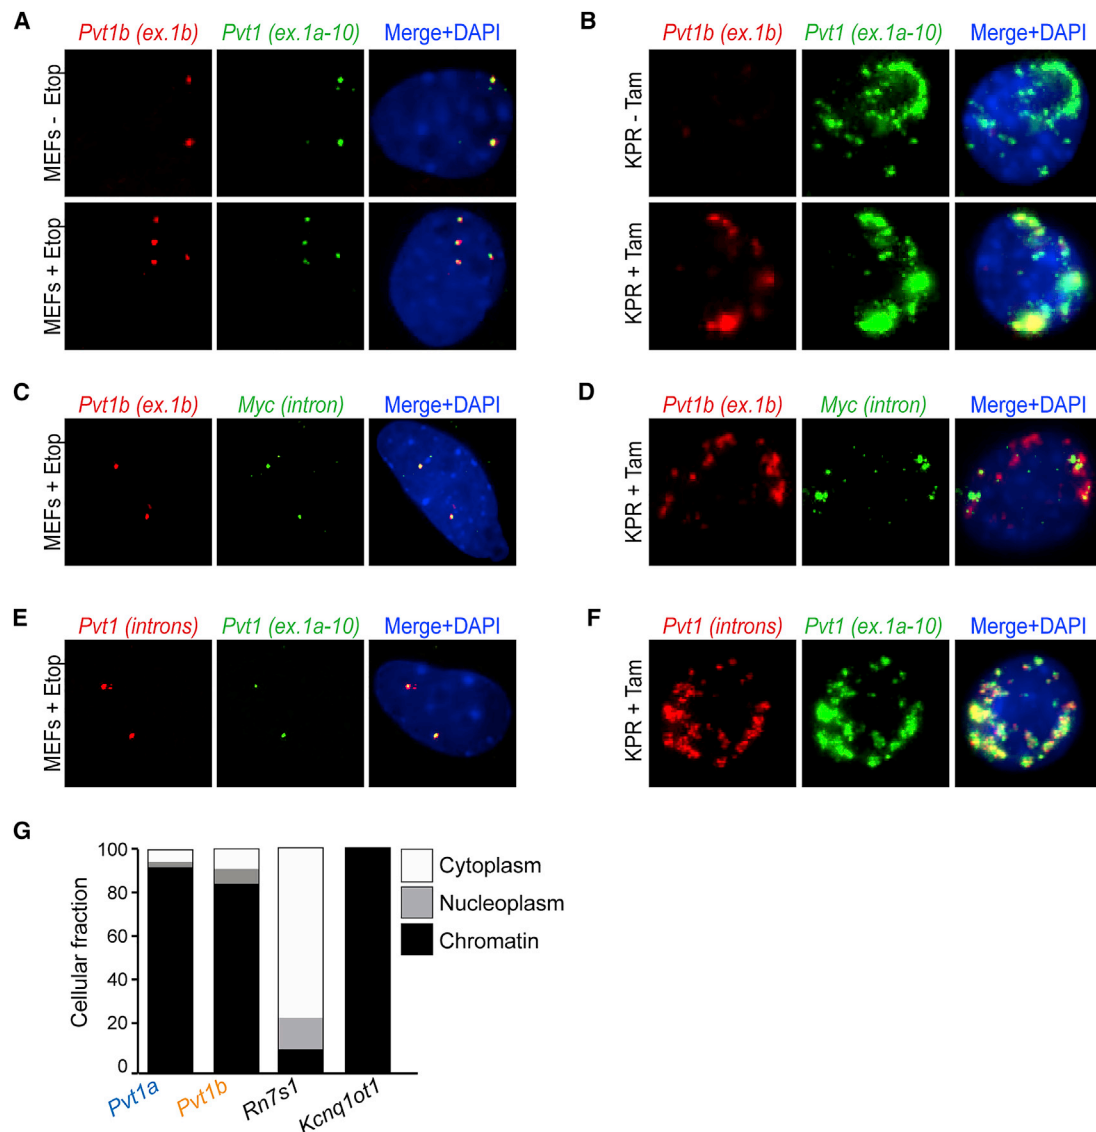 A
Pvt1b (ex.1b) Pvt1 (ex.1a-10) Merge+DAPI
MEFs - Etop
MEFs + Etop
B
Pvt1b (ex.1b) Pvt1 (ex.1a-10) Merge+DAPI
KPR - Tam
KPR + Tam
C
Pvt1b (ex.1b) Myc (intron) Merge+DAPI
MEFs + Etop
D
Pvt1b (ex.1b) Myc (intron) Merge+DAPI
KPR + Tam
E
Pvt1 (introns) Pvt1 (ex.1a-10) Merge+DAPI
MEFs + Etop
F
Pvt1 (introns) Pvt1 (ex.1a-10) Merge+DAPI
KPR + Tam
G
Cellular fraction
100
80
60
40
20
0
Pvt1a Pvt1b Rn7s1 Kcnq1ot1
Cytoplasm
Nucleoplasm
Chromatin